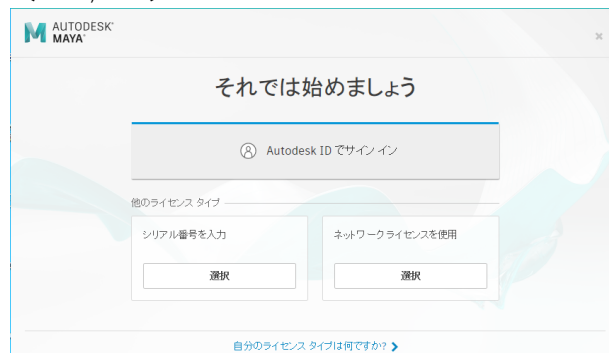 AUTODESK®
MAYA®
それでは始めましょう
Autodesk ID でサイン イン
他のライセンス タイプ
シリアル番号を入力
ネットワークライセンスを使用
選択
選択
自分のライセンス タイプは何ですか?